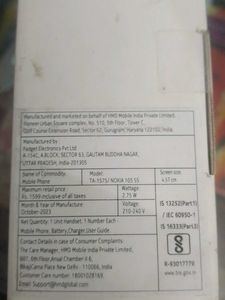 Manufactured and marketed on behalf of HMD Mobile India Private Limited,
Pioneer Urban Square complex No. 510, 5th Floor, Tower C,
Golf Course Extension Road, Sector 62, Gurugram, Haryana 122102, India.
Manufactured by
Padget Electronics Pvt Ltd
A-154C, A BLOCK, SECTOR 63, GAUTAM BUDDHA NAGAR,
UTTAR PRADESH, India-201305
Name of Commodity:
Mobile Phone
Model:
TA-1575/ NOKIA 105 SS
Screen size
4.51 cm
Maximum retail price:
Rs. 1599 inclusive of all taxes
Wattage
2.75 W
IS 13252(Part1)
/ IEC 60950-1
Month & Year of Manufacture
October-2023
Voltage
210-240 V
IS 16333(Part3)
Net Quantity: 1 Unit Handset. 1 Number Each -
Mobile Phone, Battery, Charger, User Guide.
Contact Details in case of Consumer Complaints:
The Care Manager, HMD Mobile India Private Limited,
807, 6th Floor, Ansal Chamber II, 6,
Bhikaji Cama Place New Delhi - 110066, India
Customer care number: 18001028169,
Email: Support@hmdglobal.com
R-93017779
www.bis.gov.in